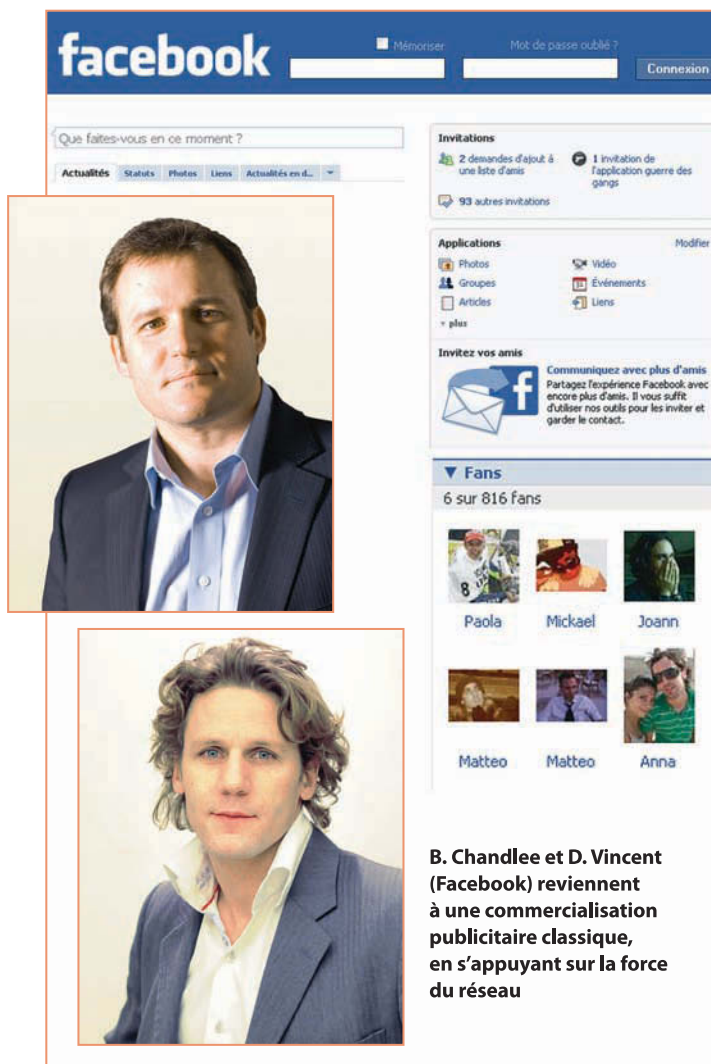 facebook
Mémoriser
Mot de passe oublié ?
Connexion
Que faites-vous en ce moment ?
Actualités Statuts Photos Liens Actualités en d...
Invitations
2 demandes d'ajout à
une liste d'amis
1 invitation de
l'application guerre des
gangs
93 autres invitations
Applications
Modifier
Photos
Vidéo
Groupes
Événements
31
Articles
Liens
plus
Invitez vos amis
f
Communiquez avec plus d'amis
Partagez l'expérience Facebook avec
encore plus d'amis. Il vous suffit
d'utiliser nos outils pour les inviter et
garder le contact.
Fans
6 sur 816 fans
8
Paola Mickael Joann
Matteo Matteo Anna
B. Chandlee et D. Vincent
(Facebook) reviennent
à une commercialisation
publicitaire classique,
en s'appuyant sur la force
du réseau